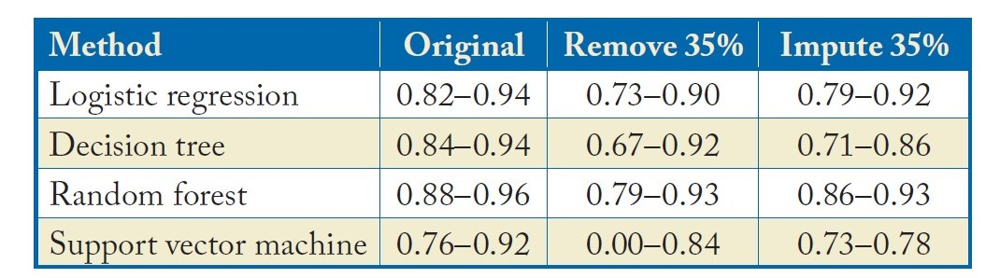 Method Original Remove 35% Impute 35%
Logistic regression 0.82–0.94 0.73–0.90 0.79–0.92
Decision tree 0.84–0.94 0.67–0.92 0.71–0.86
Random forest 0.88–0.96 0.79–0.93 0.86–0.93
Support vector machine 0.76–0.92 0.00–0.84 0.73–0.78